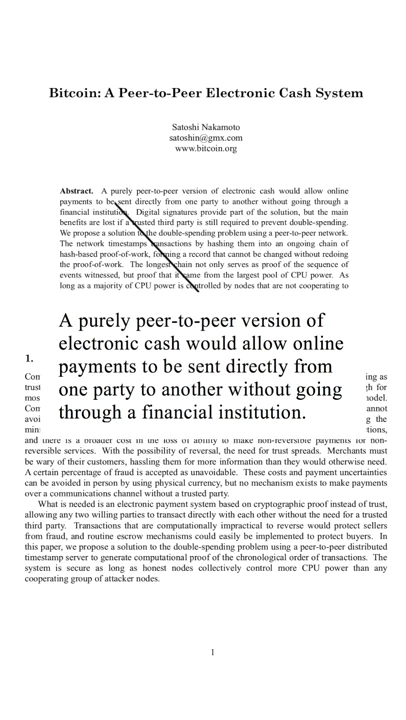 Bitcoin: A Peer-to-Peer Electronic Cash System
Satoshi Nakamoto
satoshin@gmx.com
www.bitcoin.org
Abstract. A purely peer-to-peer version of electronic cash would allow online
payments to be sent directly from one party to another without going through a
financial institution. Digital signatures provide part of the solution, but the main
benefits are lost if a trusted third party is still required to prevent double-spending.
We propose a solution to the double-spending problem using a peer-to-peer network.
The network timestamps transactions by hashing them into an ongoing chain of
hash-based proof-of-work, forming a record that cannot be changed without redoing
the proof-of-work. The longest chain not only serves as proof of the sequence of
events witnessed, but proof that it came from the largest pool of CPU power. As
long as a majority of CPU power is controlled by nodes that are not cooperating to
A purely peer-to-peer version of
electronic cash would allow online
payments to be sent directly from
one party to another without going
through a financial institution.
1.
Com ing as
trust for
mos model.
Com annot
avoi g the
min tions,
and there is a broader cost in the loss of ability to make non-reversible payments for non-
reversible services. With the possibility of reversal, the need for trust spreads. Merchants must
be wary of their customers, hassling them for more information than they would otherwise need.
A certain percentage of fraud is accepted as unavoidable. These costs and payment uncertainties
can be avoided in person by using physical currency, but no mechanism exists to make payments
over a communications channel without a trusted party.
What is needed is an electronic payment system based on cryptographic proof instead of trust,
allowing any two willing parties to transact directly with each other without the need for a trusted
third party. Transactions that are computationally impractical to reverse would protect sellers
from fraud, and routine escrow mechanisms could easily be implemented to protect buyers. In
this paper, we propose a solution to the double-spending problem using a peer-to-peer distributed
timestamp server to generate computational proof of the chronological order of transactions. The
system is secure as long as honest nodes collectively control more CPU power than any
cooperating group of attacker nodes.
1